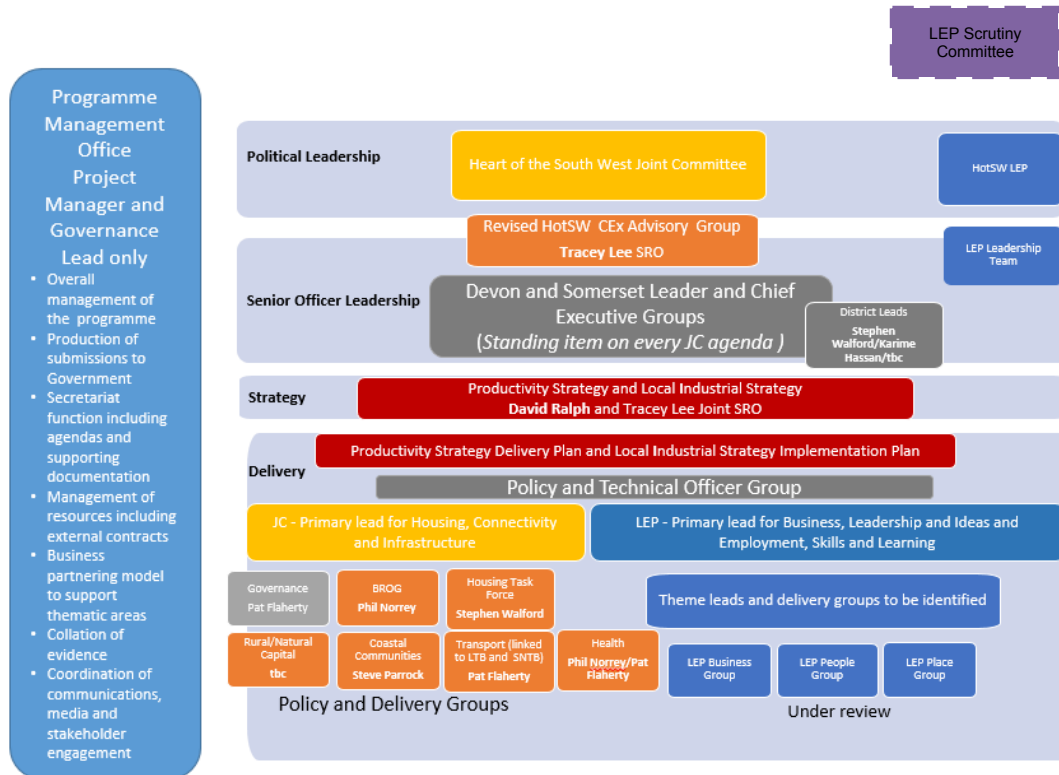 LEP Scrutiny
Committee
Programme
Management
Office
Project
Manager and
Governance
Lead only
• Overall
management of
the programme
• Production of
submissions to
Government
• Secretariat
function including
agendas and
supporting
documentation
• Management of
resources including
external contracts
• Business
partnering model
to support
thematic areas
• Collation of
evidence
• Coordination of
communications,
media and
stakeholder
engagement
Political Leadership
Heart of the South West Joint Committee
HotSW LEP
Revised HotSW CEx Advisory Group
Tracey Lee SRO
LEP Leadership
Team
Senior Officer Leadership
Devon and Somerset Leader and Chief
Executive Groups
(Standing item on every JC agenda )
District Leads
Stephen
Walford/Karime
Hassan/tbc
Strategy
Productivity Strategy and Local Industrial Strategy
David Ralph and Tracey Lee Joint SRO
Delivery
Productivity Strategy Delivery Plan and Local Industrial Strategy Implementation Plan
Policy and Technical Officer Group
JC - Primary lead for Housing, Connectivity
and Infrastructure
LEP - Primary lead for Business, Leadership and Ideas and
Employment, Skills and Learning
Governance
Pat Flaherty
BROG
Phil Norrey
Housing Task
Force
Stephen Walford
Theme leads and delivery groups to be identified
Rural/Natural
Capital
tbc
Coastal
Communities
Steve Parrock
Transport (linked
to LTB and SNTB)
Pat Flaherty
Health
Phil Norrey/Pat
Flaherty
LEP Business
Group
LEP People
Group
LEP Place
Group
Policy and Delivery Groups
Under review